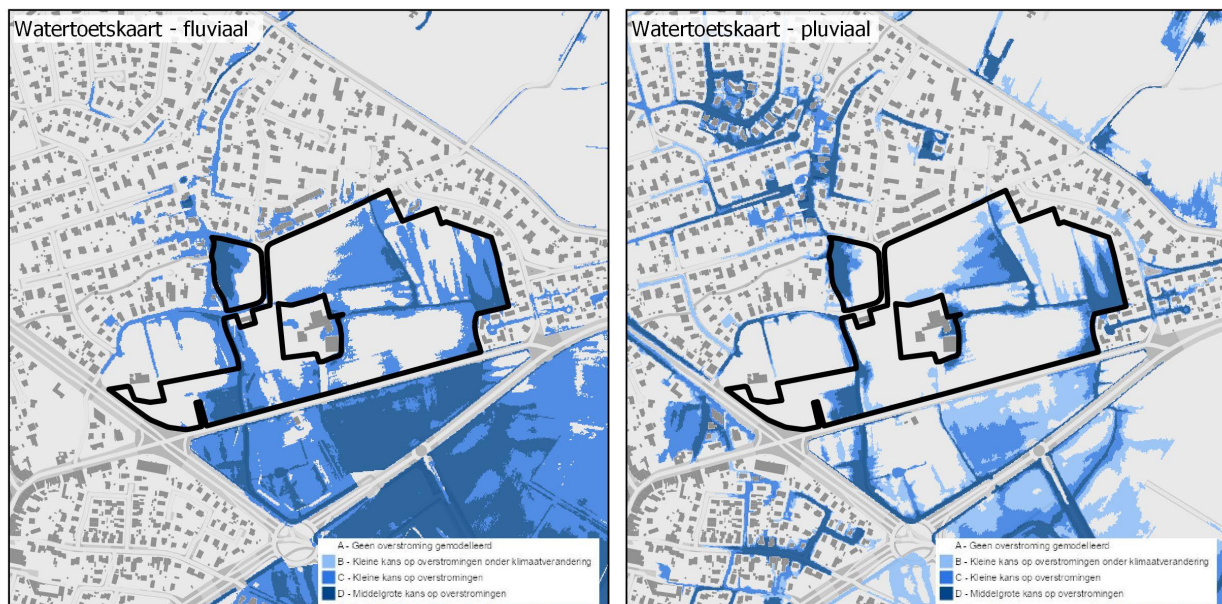 Watertoetskaart - fluviaal
A - Geen overstroming gemodelleerd
B - Kleine kans op overstromingen onder klimaatverandering
C - Kleine kans op overstromingen
D - Middelgrote kans op overstromingen
Watertoetskaart - pluviaal
A - Geen overstroming gemodelleerd
B - Kleine kans op overstromingen onder klimaatverandering
C - Kleine kans op overstromingen
D - Middelgrote kans op overstromingen